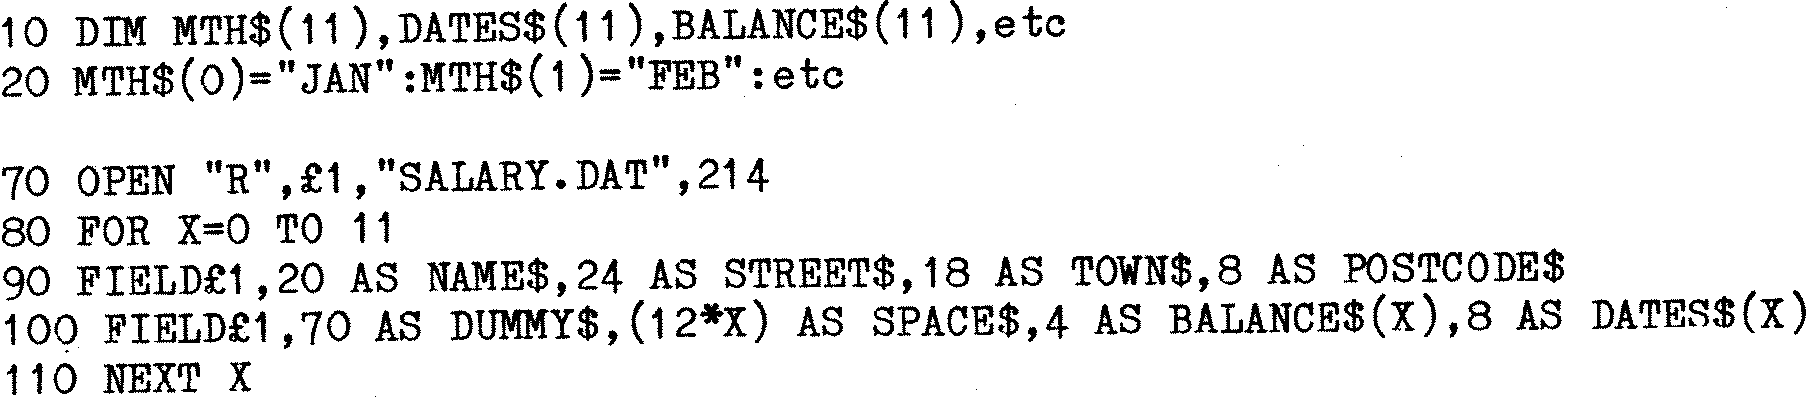 10 DIM MTH$(11),DATES$(11),BALANCE$(11),etc
20 MTH$(0)="JAN":MTH$(1)="FEB":etc
70 OPEN "R",£1,"SALARY.DAT",214
80 FOR X=0 TO 11
90 FIELD£1,20 AS NAME$,24 AS STREET$,18 AS TOWN$,8 AS POSTCODE$
100 FIELD£1,70 AS DUMMY$,(12*X) AS SPACE$,4 AS BALANCE$(X),8 AS DATES$(X)
110 NEXT X